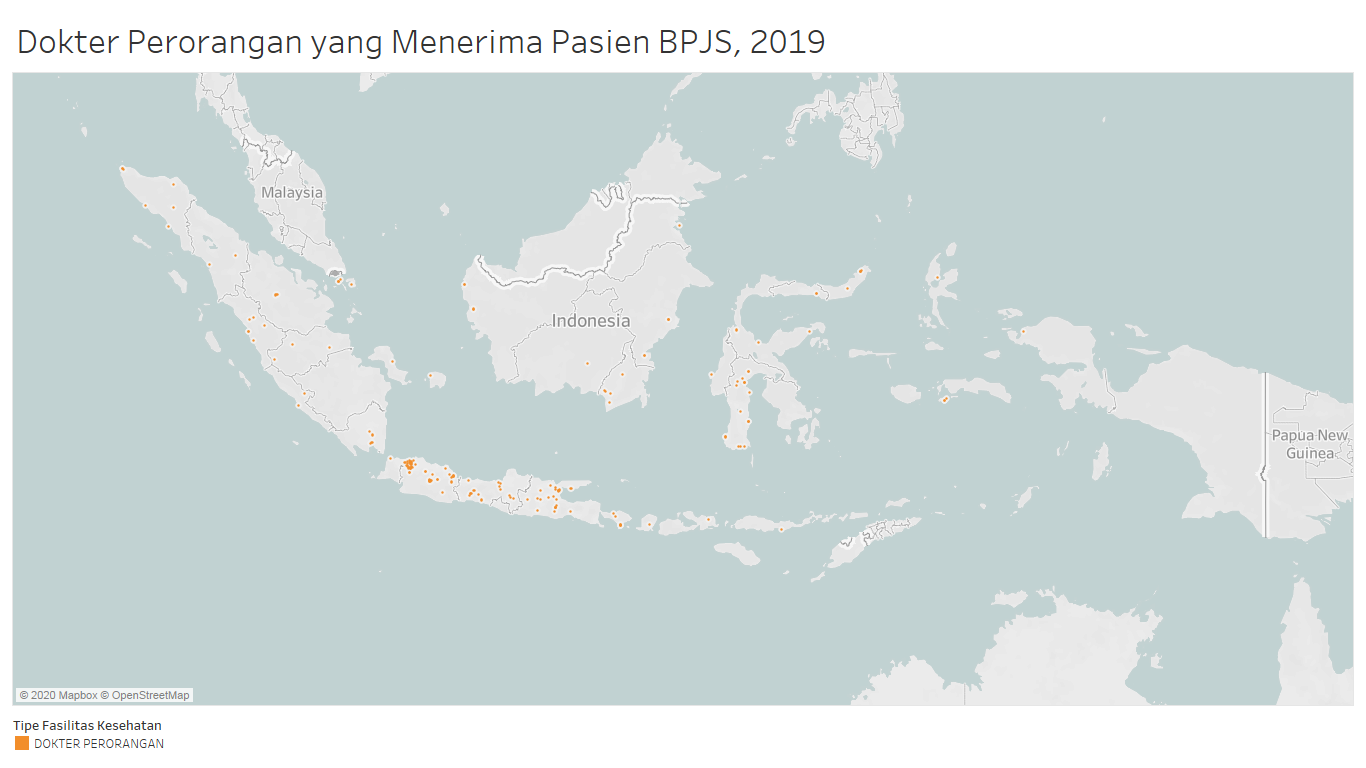 Dokter Perorangan yang Menerima Pasien BPJS, 2019
Malaysia
Indonesia
Papua New
Guinea
© 2020 Mapbox © OpenStreetMap
Tipe Fasilitas Kesehatan
DOKTER PERORANGAN